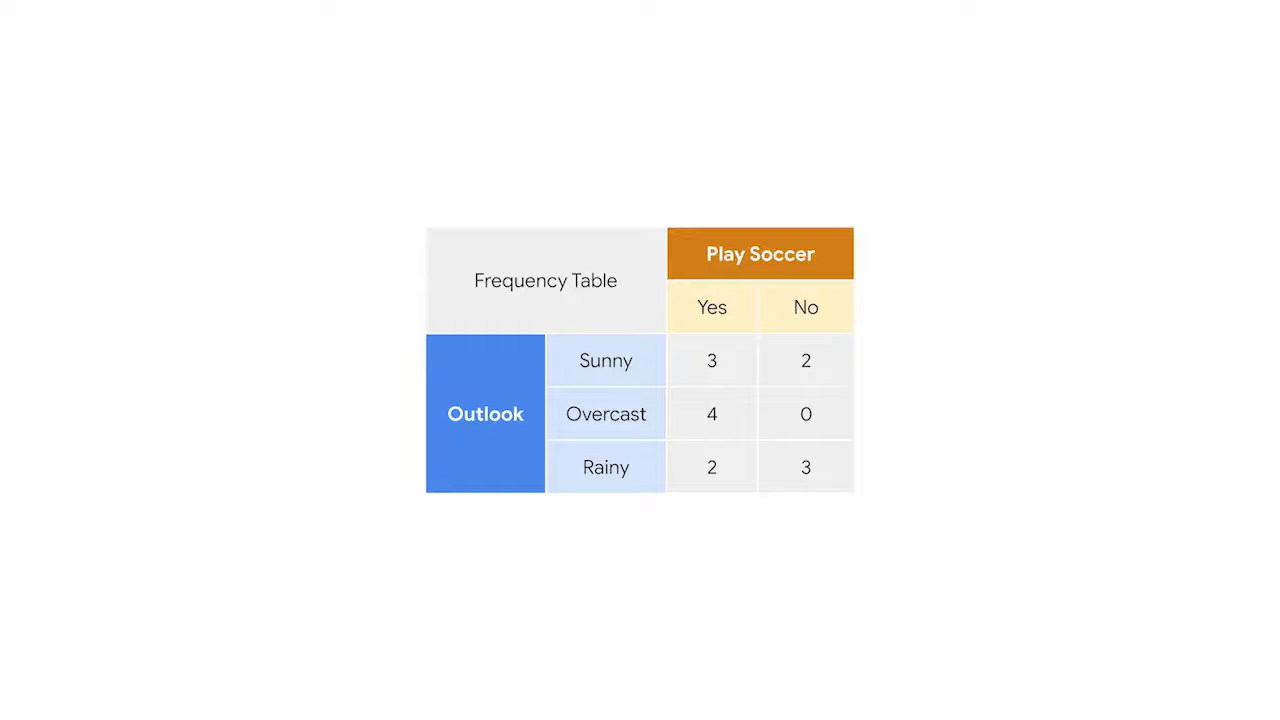 Frequency Table
Play Soccer
Yes No
Outlook
Sunny 3 2
Overcast 4 0
Rainy 2 3